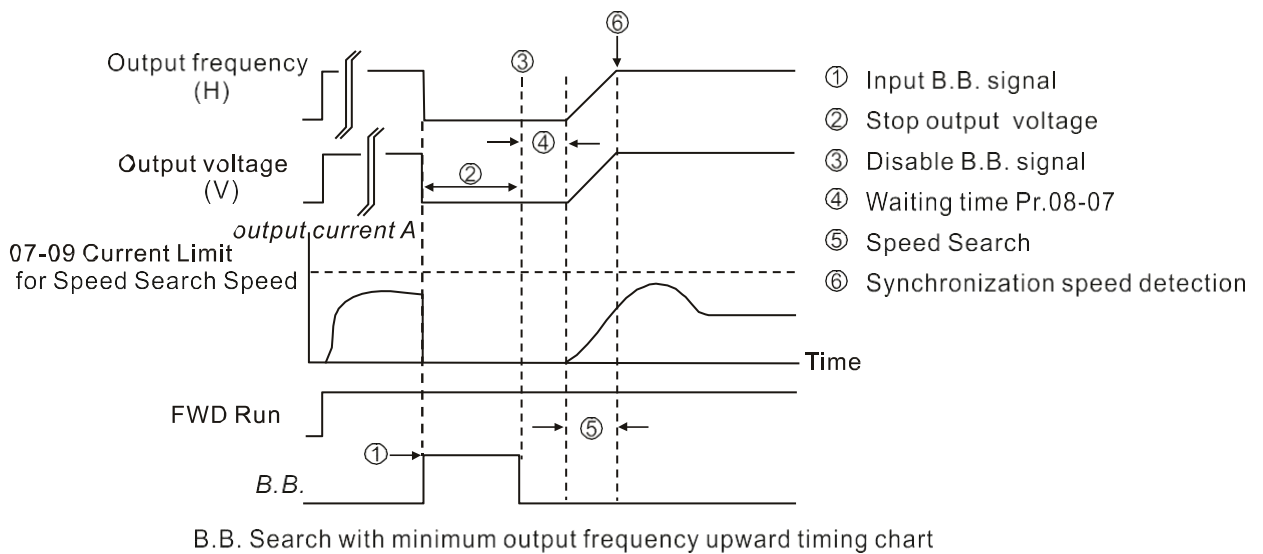 ⑥
Output frequency
(H)
③
① Input B.B. signal
② Stop output voltage
③ Disable B.B. signal
④ Waiting time Pr.08-07
⑤ Speed Search
⑥ Synchronization speed detection
④
Output voltage
(V)
②
output current A
07-09 Current Limit
for Speed Search Speed
Time
FWD Run
⑤
①
B.B.
B.B. Search with minimum output frequency upward timing chart